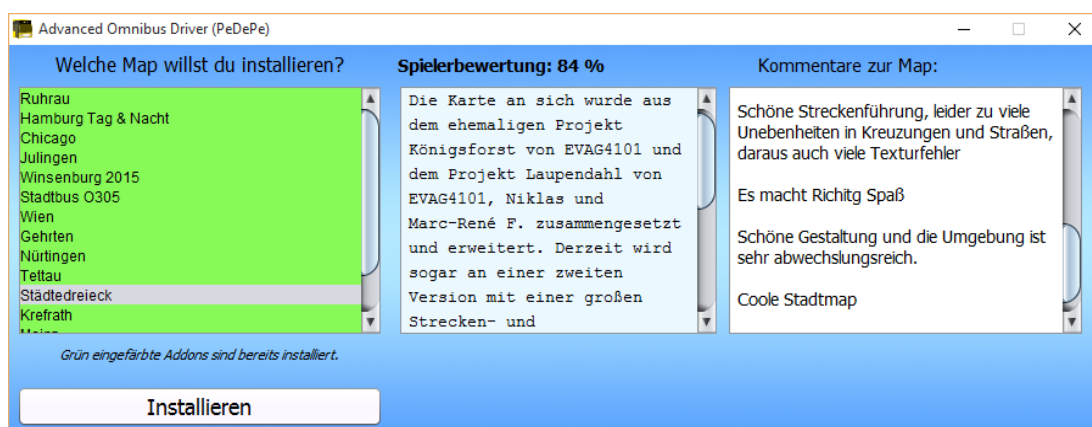 Advanced Omnibus Driver (PeDePe)
Welche Map willst du installieren?
Ruhrau
Hamburg Tag & Nacht
Chicago
Julingen
Winsenburg 2015
Stadtbus O305
Wien
Gehrten
Nürtingen
Tettau
Städtedreieck
Krefrath
Grün eingefärbte Addons sind bereits installiert.
Installieren
Spielerbewertung: 84 %
Die Karte an sich wurde aus
dem ehemaligen Projekt
Königsforst von EVAG4101 und
dem Projekt Laupendahl von
EVAG4101, Niklas und
Marc-René F. zusammengesetzt
und erweitert. Derzeit wird
sogar an einer zweiten
Version mit einer großen
Strecken- und
Kommentare zur Map:
Schöne Streckenführung, leider zu viele
Unebenheiten in Kreuzungen und Straßen,
daraus auch viele Texturfehler
Es macht Richitg Spaß
Schöne Gestaltung und die Umgebung ist
sehr abwechslungsreich.
Coole Stadtmap